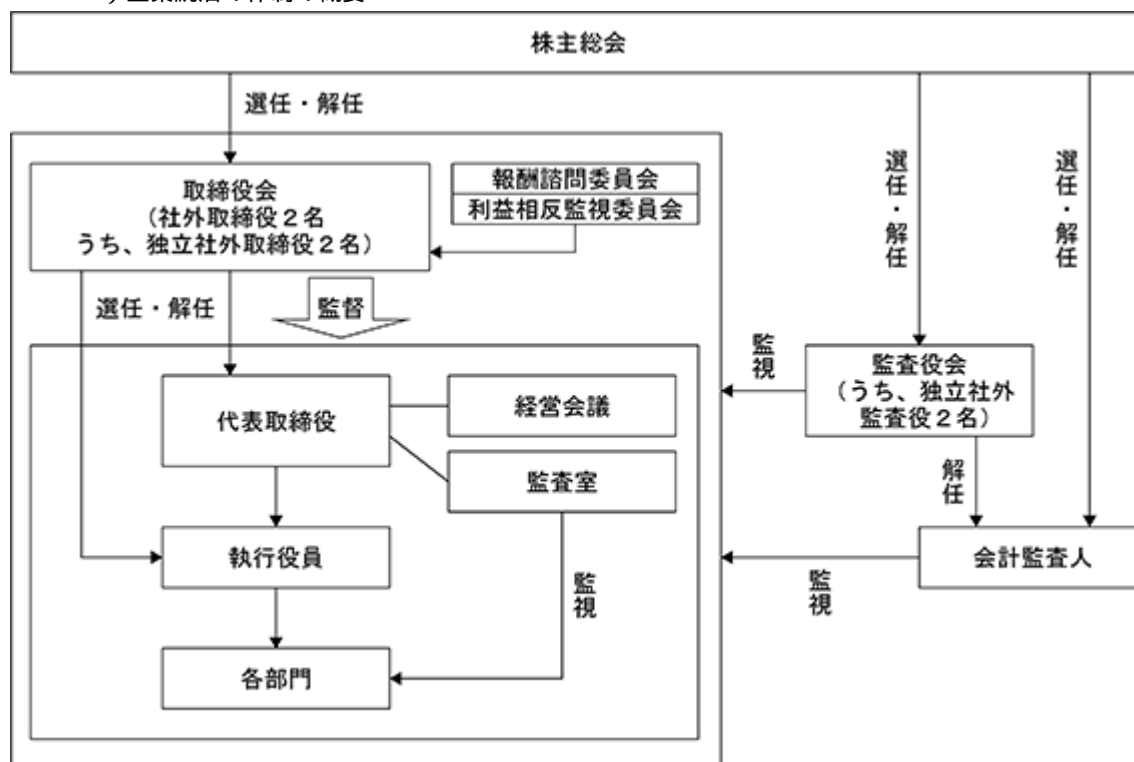 株主総会
選任・解任
取締役会
（社外取締役２名
うち、独立社外取締役２名）
報酬諮問委員会
利益相反監視委員会
選任・解任
選任・解任
選任・解任
監督
代表取締役
経営会議
監査室
監視
監査役会
（うち、独立社外
監査役２名）
解任
執行役員
監視
会計監査人
監視
各部門